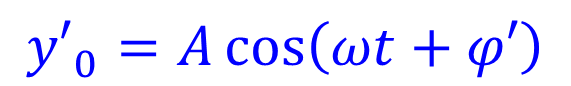 y′₀ = A cos(ωt + φ′)